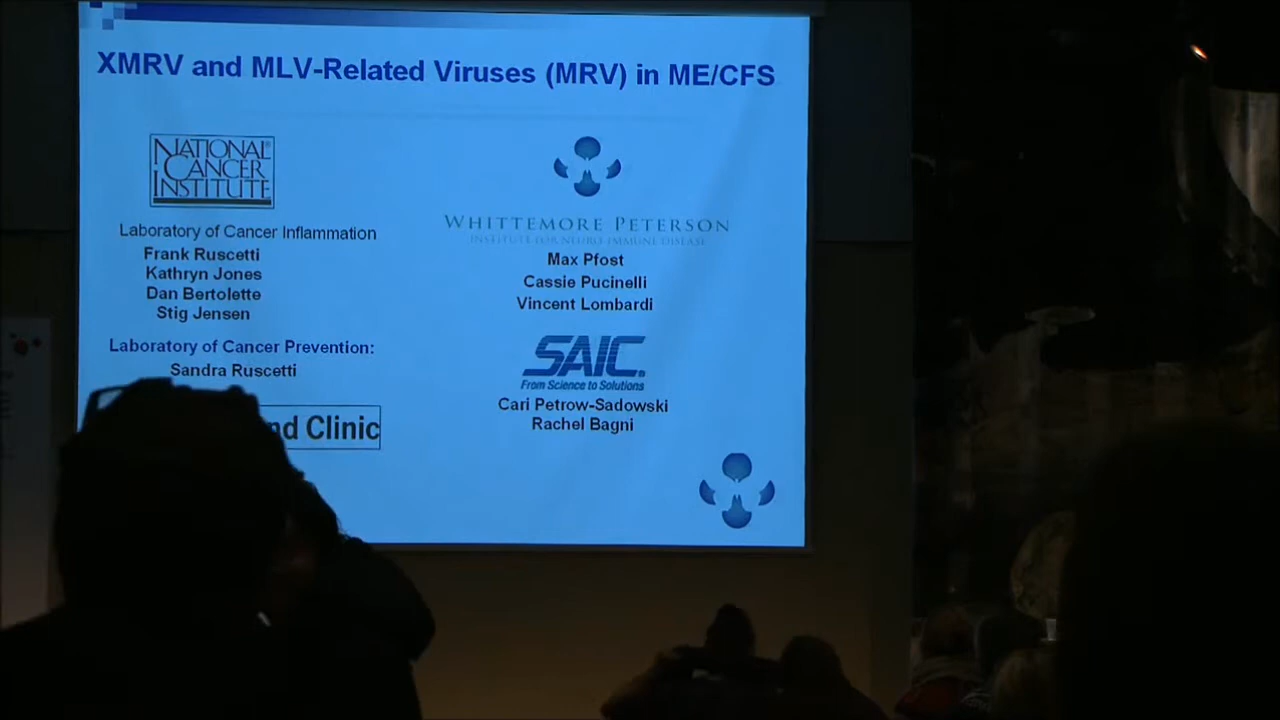 XMRV and MLV-Related Viruses (MRV) in ME/CFS
NATIONAL
CANCER
INSTITUTE
Laboratory of Cancer Inflammation
Frank Ruscetti
Kathryn Jones
Dan Bertolette
Stig Jensen
Laboratory of Cancer Prevention:
Sandra Ruscetti
nd Clinic
WHITTEMORE PETERSON
INSTITUTE FOR NEURO-IMMUNE DISEASE
Max Pfost
Cassie Pucinelli
Vincent Lombardi
SAIC.
From Science to Solutions
Cari Petrow-Sadowski
Rachel Bagni